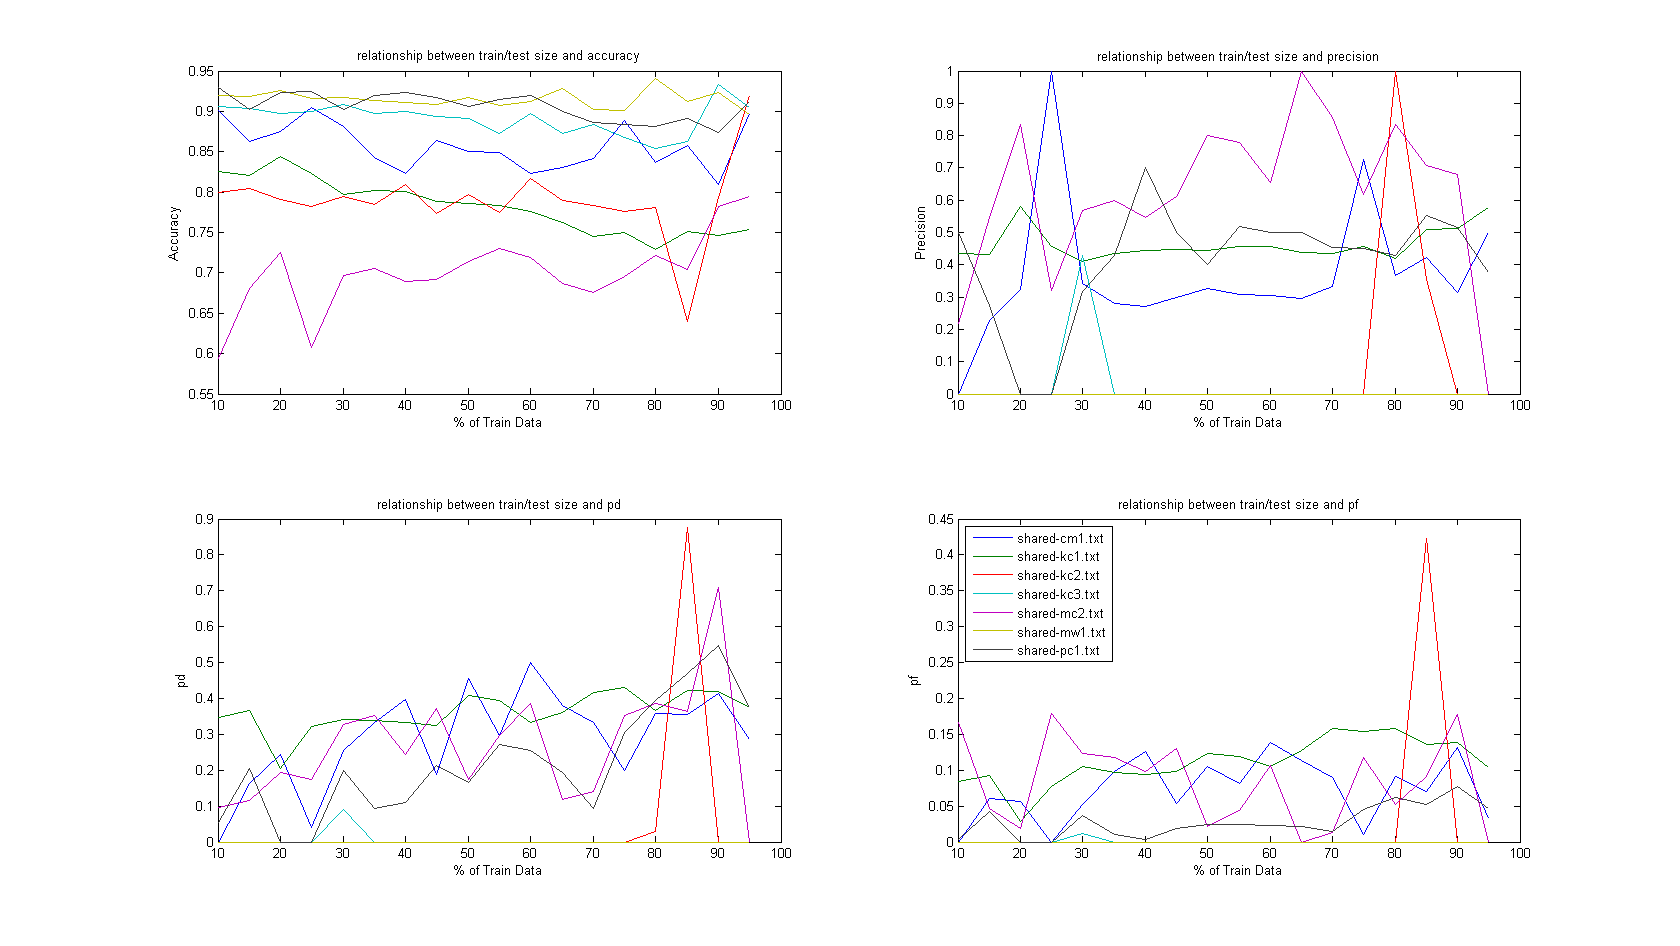 relationship between train/test size and accuracy
0.95
0.9
0.85
0.8
0.75
0.7
0.65
0.6
0.55
Accuracy
10 20 30 40 50 60 70 80 90 100
% of Train Data
relationship between train/test size and precision
1
0.9
0.8
0.7
0.6
0.5
0.4
0.3
0.2
0.1
0
Precision
10 20 30 40 50 60 70 80 90 100
% of Train Data
relationship between train/test size and pd
0.9
0.8
0.7
0.6
0.5
0.4
0.3
0.2
0.1
0
pd
10 20 30 40 50 60 70 80 90 100
% of Train Data
relationship between train/test size and pf
0.45
0.4
0.35
0.3
0.25
0.2
0.15
0.1
0.05
0
pf
shared-cm1.txt
shared-kc1.txt
shared-kc2.txt
shared-kc3.txt
shared-mc2.txt
shared-mw1.txt
shared-pc1.txt
10 20 30 40 50 60 70 80 90 100
% of Train Data